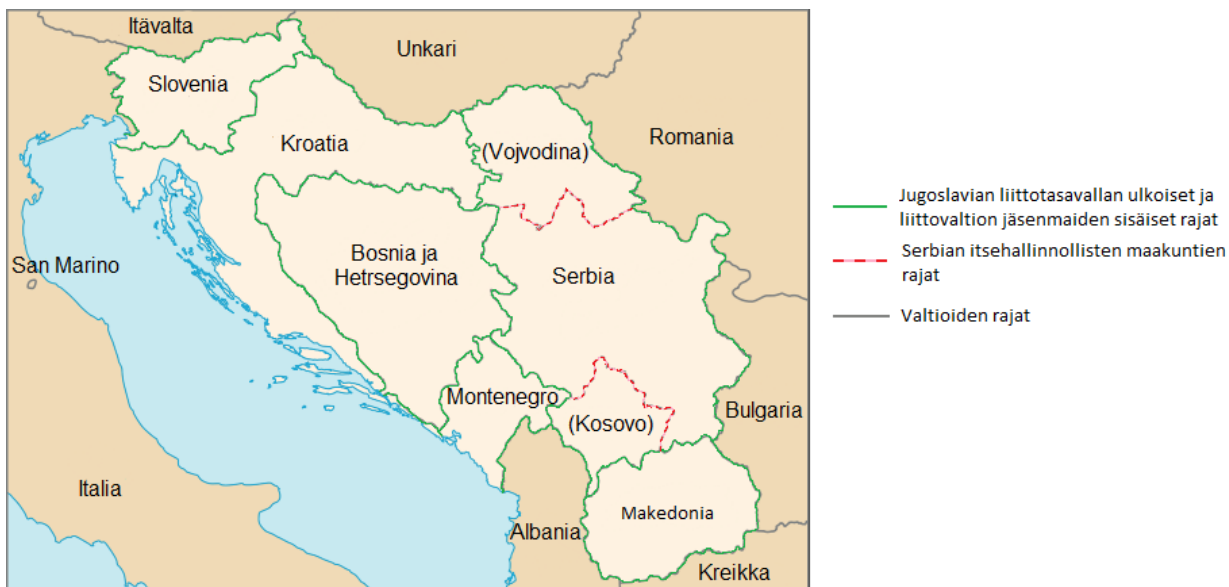 Itävalta
Unkari
Slovenia
Kroatia
(Vojvodina)
Romania
San Marino
Bosnia ja
Hetrsegovina
Serbia
Montenegro
(Kosovo)
Bulgaria
Italia
Albania
Makedonia
Kreikka
Jugoslavian liittotasavallan ulkoiset ja
liittovaltion jäsenmaiden sisäiset rajat
Serbian itsehallinnollisten maakuntien
rajat
Valtioiden rajat